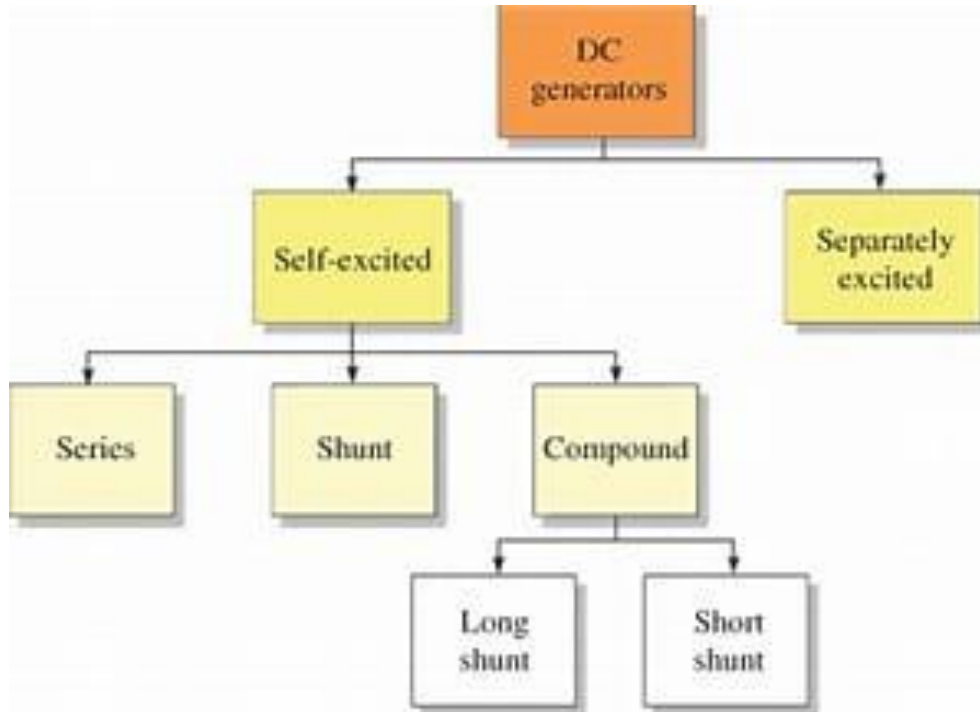 DC
generators
Self-excited
Separately
excited
Series
Shunt
Compound
Long
shunt
Short
shunt